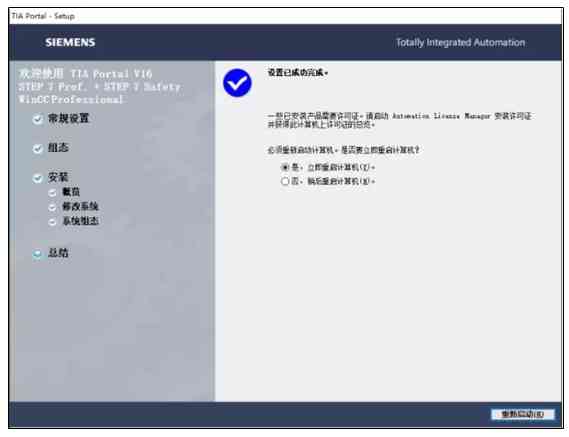 TIA Portal - Setup
SIEMENS
Totally Integrated Automation
欢迎使用 TIA Portal V16
STEP 7 Prof. + STEP 7 Safety
WinCC Professional
常规设置
组态
安装
概览
修改系统
系统组态
总结
设置已成功完成。
一些已安装产品需要许可证。请启动 Automation License Manager 安装许可证
并获得此计算机上许可证的总览。
必须重新启动计算机。是否要立即重启计算机？
是，立即重启计算机(Y)。
否，稍后重启计算机(N)。
重新启动(R)